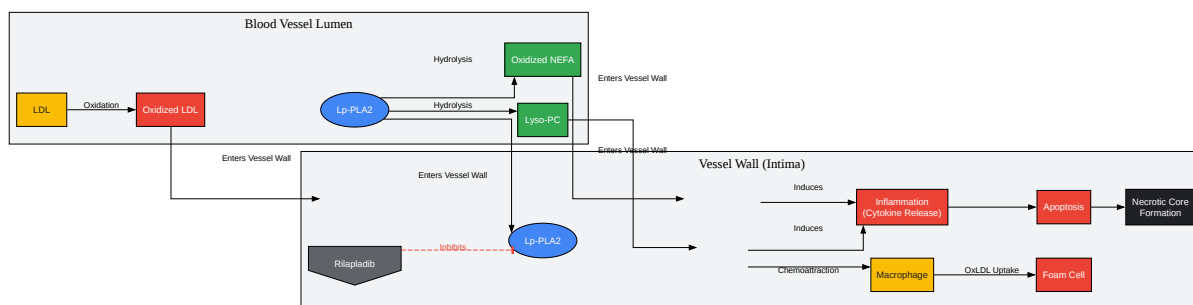 Blood Vessel Lumen
Hydrolysis
Oxidized NEFA
Enters Vessel Wall
LDL
Oxidation
Oxidized LDL
Lp-PLA2
Hydrolysis
Lyso-PC
Enters Vessel Wall
Enters Vessel Wall
Vessel Wall (Intima)
Enters Vessel Wall
Induces
Inflammation
(Cytokine Release)
Apoptosis
Necrotic Core
Formation
Induces
Lp-PLA2
Inhibits
Rilapladib
Chemoattraction
Macrophage
OxLDL Uptake
Foam Cell